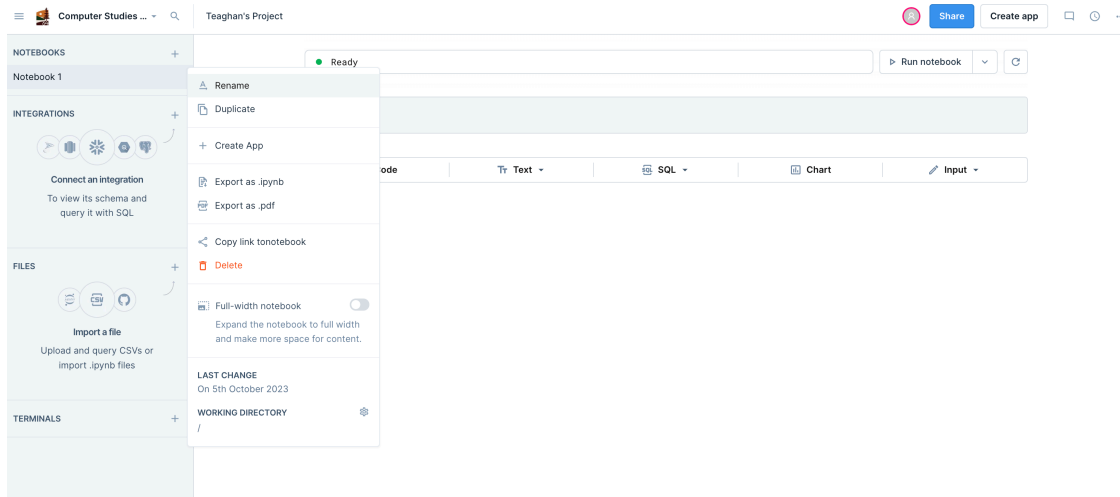 Computer Studies ...
Teaghan's Project
Share
Create app
NOTEBOOKS
Notebook 1
INTEGRATIONS
Connect an integration
To view its schema and
query it with SQL
FILES
CSV
Import a file
Upload and query CSVs or
import .ipynb files
TERMINALS
Rename
Duplicate
Create App
Export as .ipynb
PDF
Export as .pdf
Copy link tonotebook
Delete
Full-width notebook
Expand the notebook to full width
and make more space for content.
LAST CHANGE
On 5th October 2023
WORKING DIRECTORY
/
Ready
Run notebook
ode
Text
SQL
SQL
Chart
Input